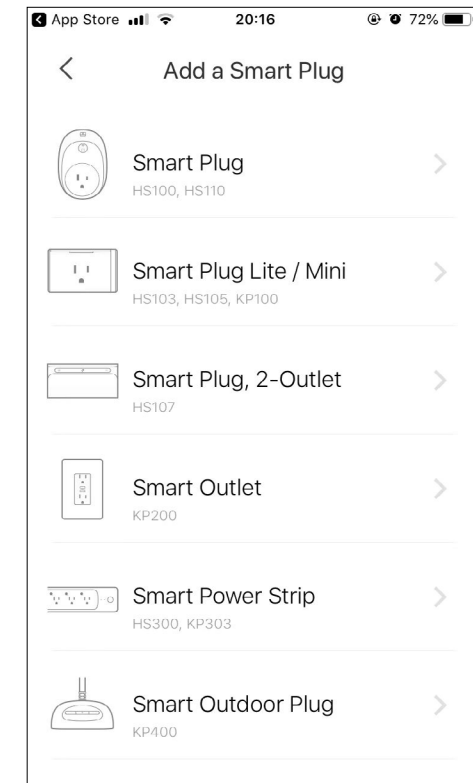 App Store 20:16 72%
Add a Smart Plug
Smart Plug
HS100, HS110
Smart Plug Lite / Mini
HS103, HS105, KP100
Smart Plug, 2-Outlet
HS107
Smart Outlet
KP200
Smart Power Strip
HS300, KP303
Smart Outdoor Plug
KP400